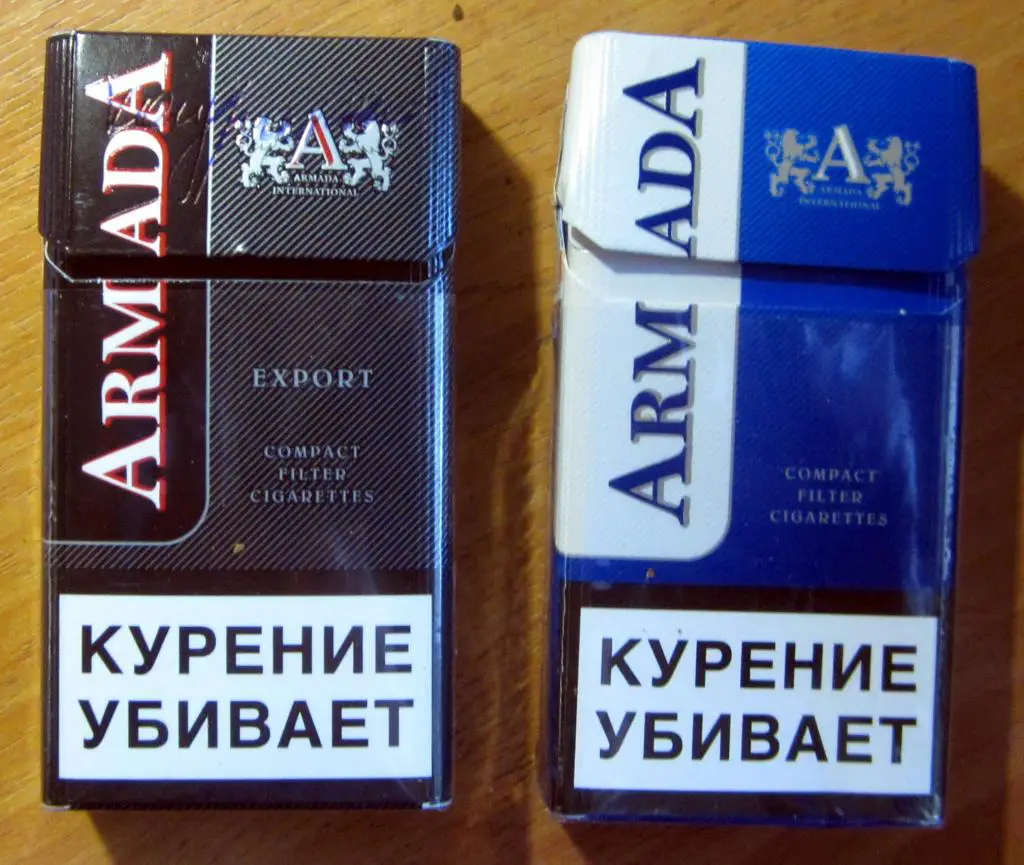 ARMADA
A
ARMADA
INTERNATIONAL
EXPORT
COMPACT
FILTER
CIGARETTES
КУРЕНИЕ
УБИВАЕТ
ARMADA
A
ARMADA
INTERNATIONAL
COMPACT
FILTER
CIGARETTES
КУРЕНИЕ
УБИВАЕТ